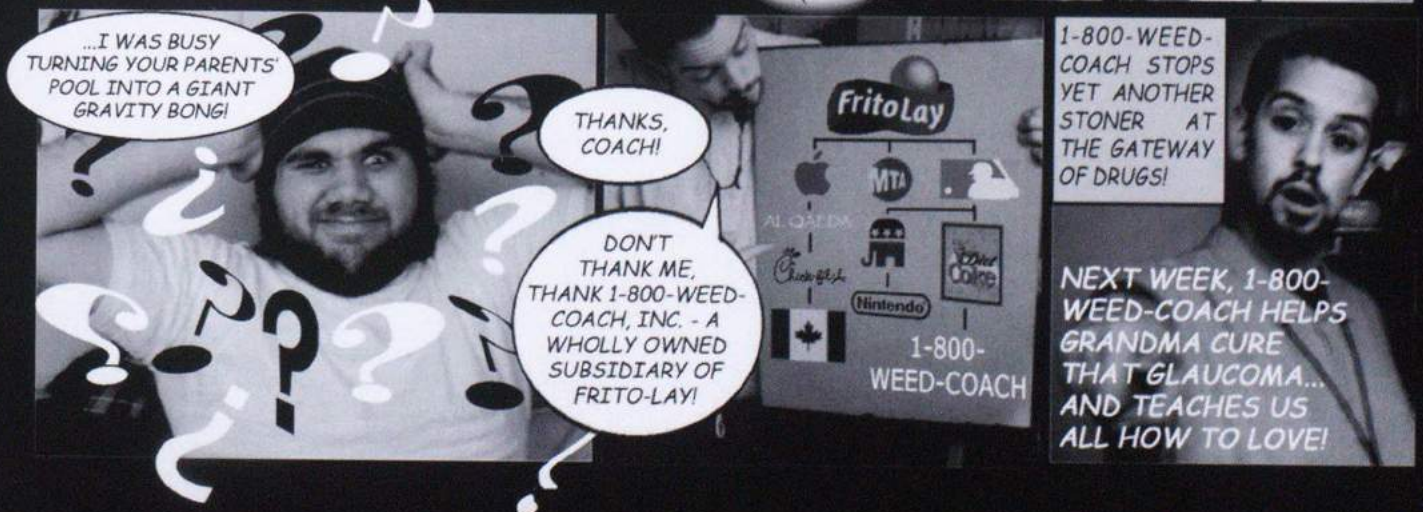 ...I WAS BUSY
TURNING YOUR PARENTS'
POOL INTO A GIANT
GRAVITY BONG!
THANKS,
COACH!
DON'T
THANK ME,
THANK 1-800-WEED-
COACH, INC. - A
WHOLLY OWNED
SUBSIDIARY OF
FRITO-LAY!
FritoLay
MTA
AL QAEDA
Chick-fil-A
Diet
Coke
Nintendo
1-800-
WEED-COACH
6
1-800-WEED-
COACH STOPS
YET ANOTHER
STONER AT
THE GATEWAY
OF DRUGS!
NEXT WEEK, 1-800-
WEED-COACH HELPS
GRANDMA CURE
THAT GLAUCOMA...
AND TEACHES US
ALL HOW TO LOVE!
? ? ? ? ? ? ? ? ? ? ? ? ?